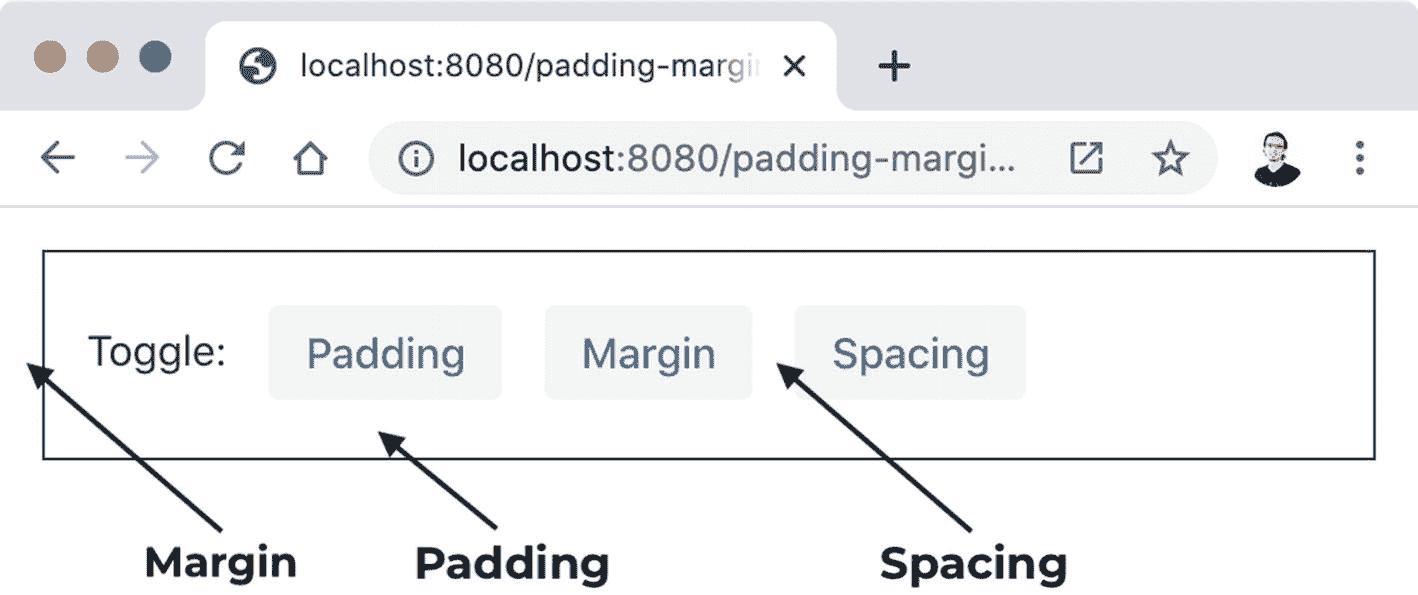 localhost:8080/padding-margi
localhost:8080/padding-margi...
Toggle: Padding Margin Spacing
Margin Padding Spacing